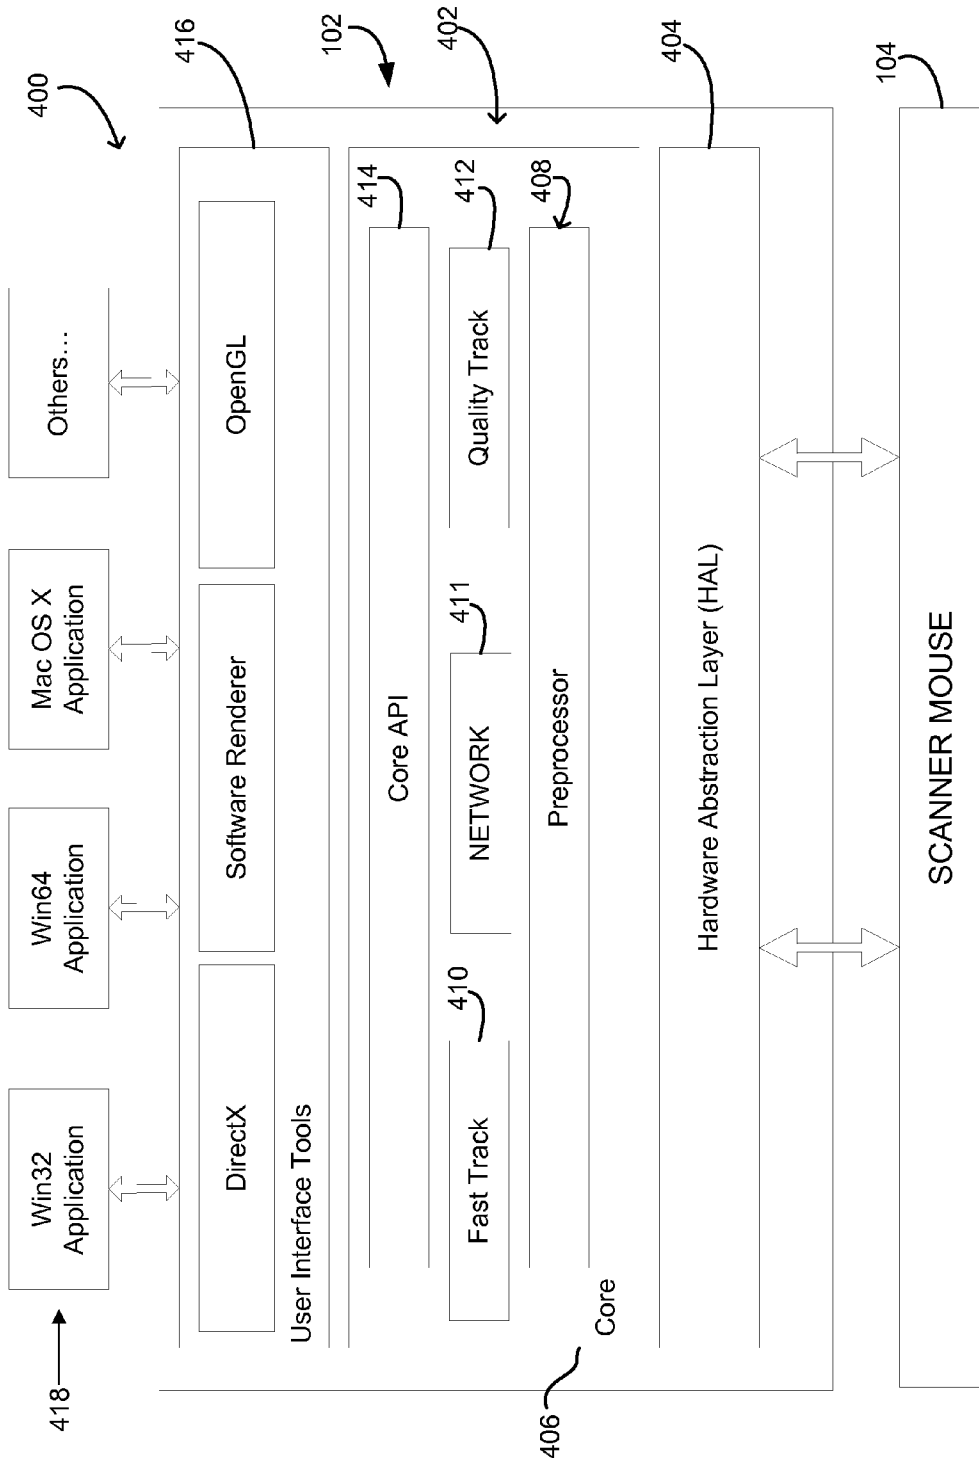 400
418
Win32
Application
Win64
Application
Mac OS X
Application
Others...
416
DirectX
Software Renderer
OpenGL
User Interface Tools
102
402
414
Core API
410
Fast Track
411
NETWORK
412
Quality Track
408
Preprocessor
406
Core
404
Hardware Abstraction Layer (HAL)
104
SCANNER MOUSE